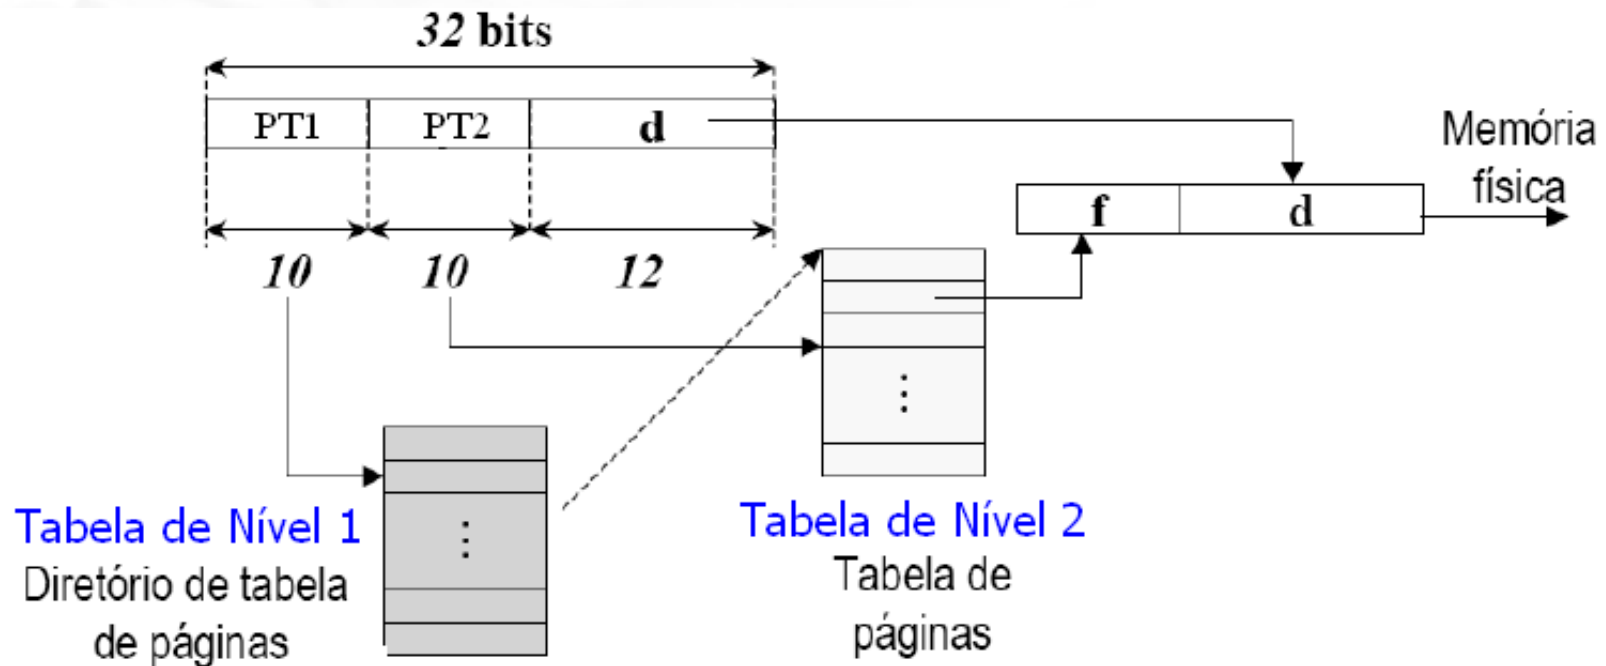 32 bits
PT1 PT2 d
10 10 12
Memória
física
f d
⋮
⋮
Tabela de Nível 1
Diretório de tabela
de páginas
Tabela de Nível 2
Tabela de
páginas